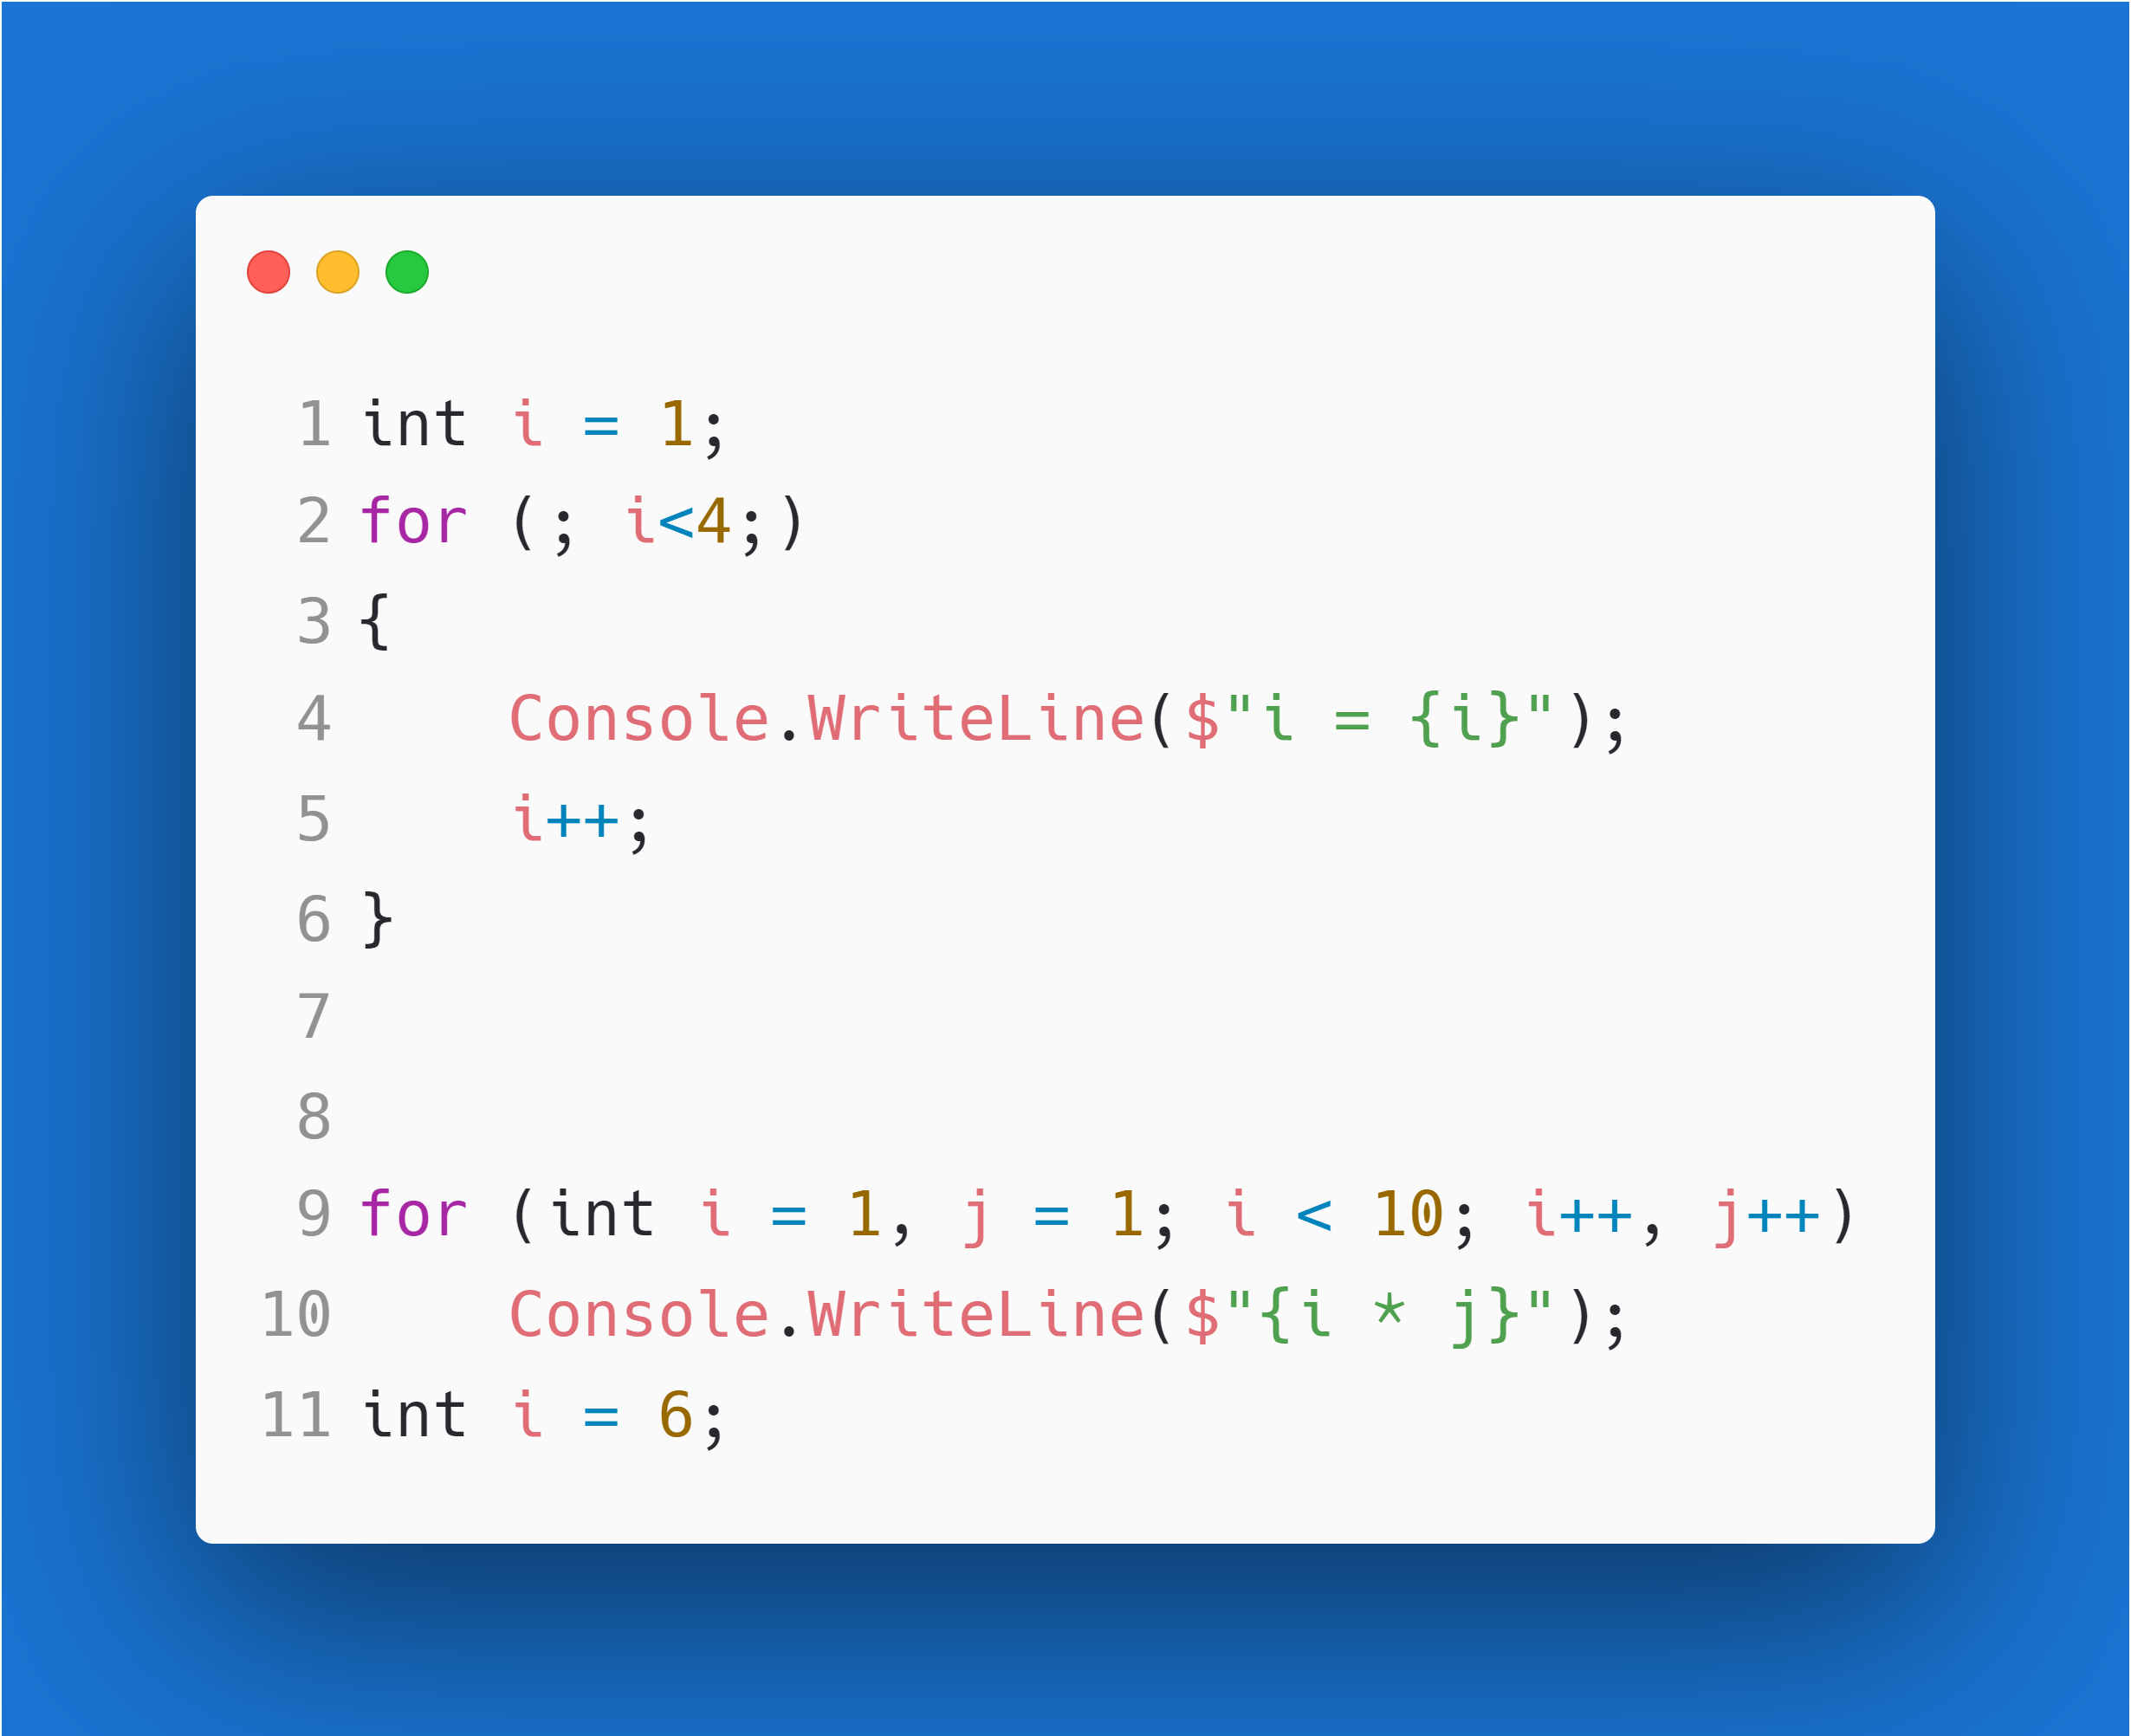 1 int i = 1;
2 for (; i<4;)
3 {
4     Console.WriteLine($"i = {i}");
5     i++;
6 }
7
8
9 for (int i = 1, j = 1; i < 10; i++, j++)
10     Console.WriteLine($"{i * j}");
11 int i = 6;